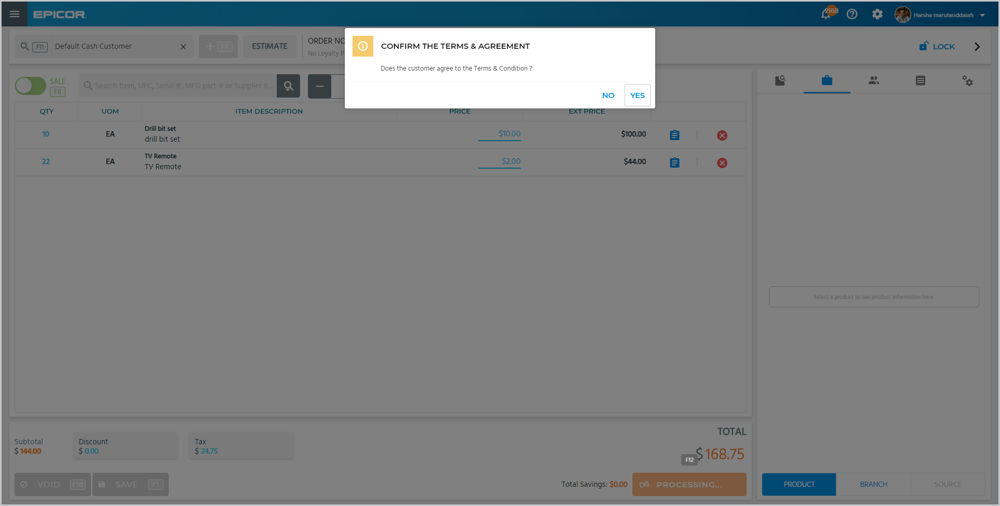 EPICOR
2168
Harsha marulasiddaiah
F11
Default Cash Customer
F7
ESTIMATE
ORDER NO
No Loyalty P
LOCK
CONFIRM THE TERMS & AGREEMENT
Does the customer agree to the Terms & Condition ?
NO
YES
SALE
F8
Search Item, UPC, Serial #, MFG part # or Supplier It...
QTY
UOM
ITEM DESCRIPTION
PRICE
EXT PRICE
10
EA
Drill bit set
drill bit set
$10.00
$100.00
22
EA
TV Remote
TV Remote
$2.00
$44.00
Select a product to see product information here.
Subtotal
$ 144.00
Discount
$ 0.00
Tax
$ 24.75
TOTAL
F12
$ 168.75
VOID F10
SAVE F1
Total Savings: $0.00
PROCESSING...
PRODUCT
BRANCH
SOURCE